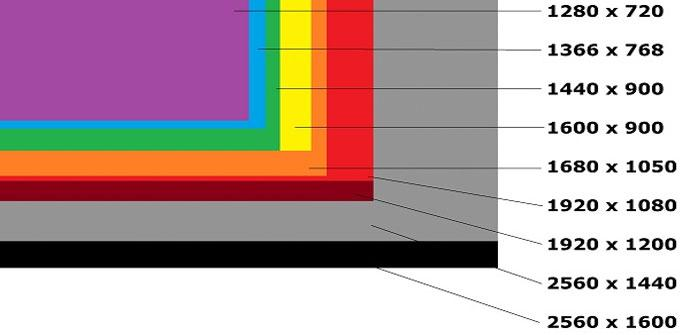 1280 x 720
1366 x 768
1440 x 900
1600 x 900
1680 x 1050
1920 x 1080
1920 x 1200
2560 x 1440
2560 x 1600